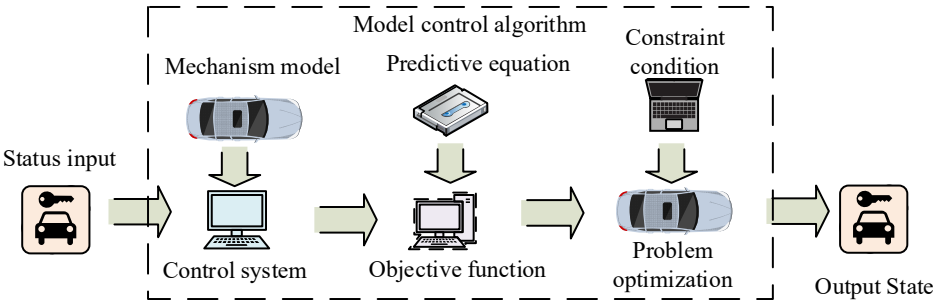 Model control algorithm
Mechanism model
Predictive equation
Constraint
condition
Status input
Control system
Objective function
Problem
optimization
Output State